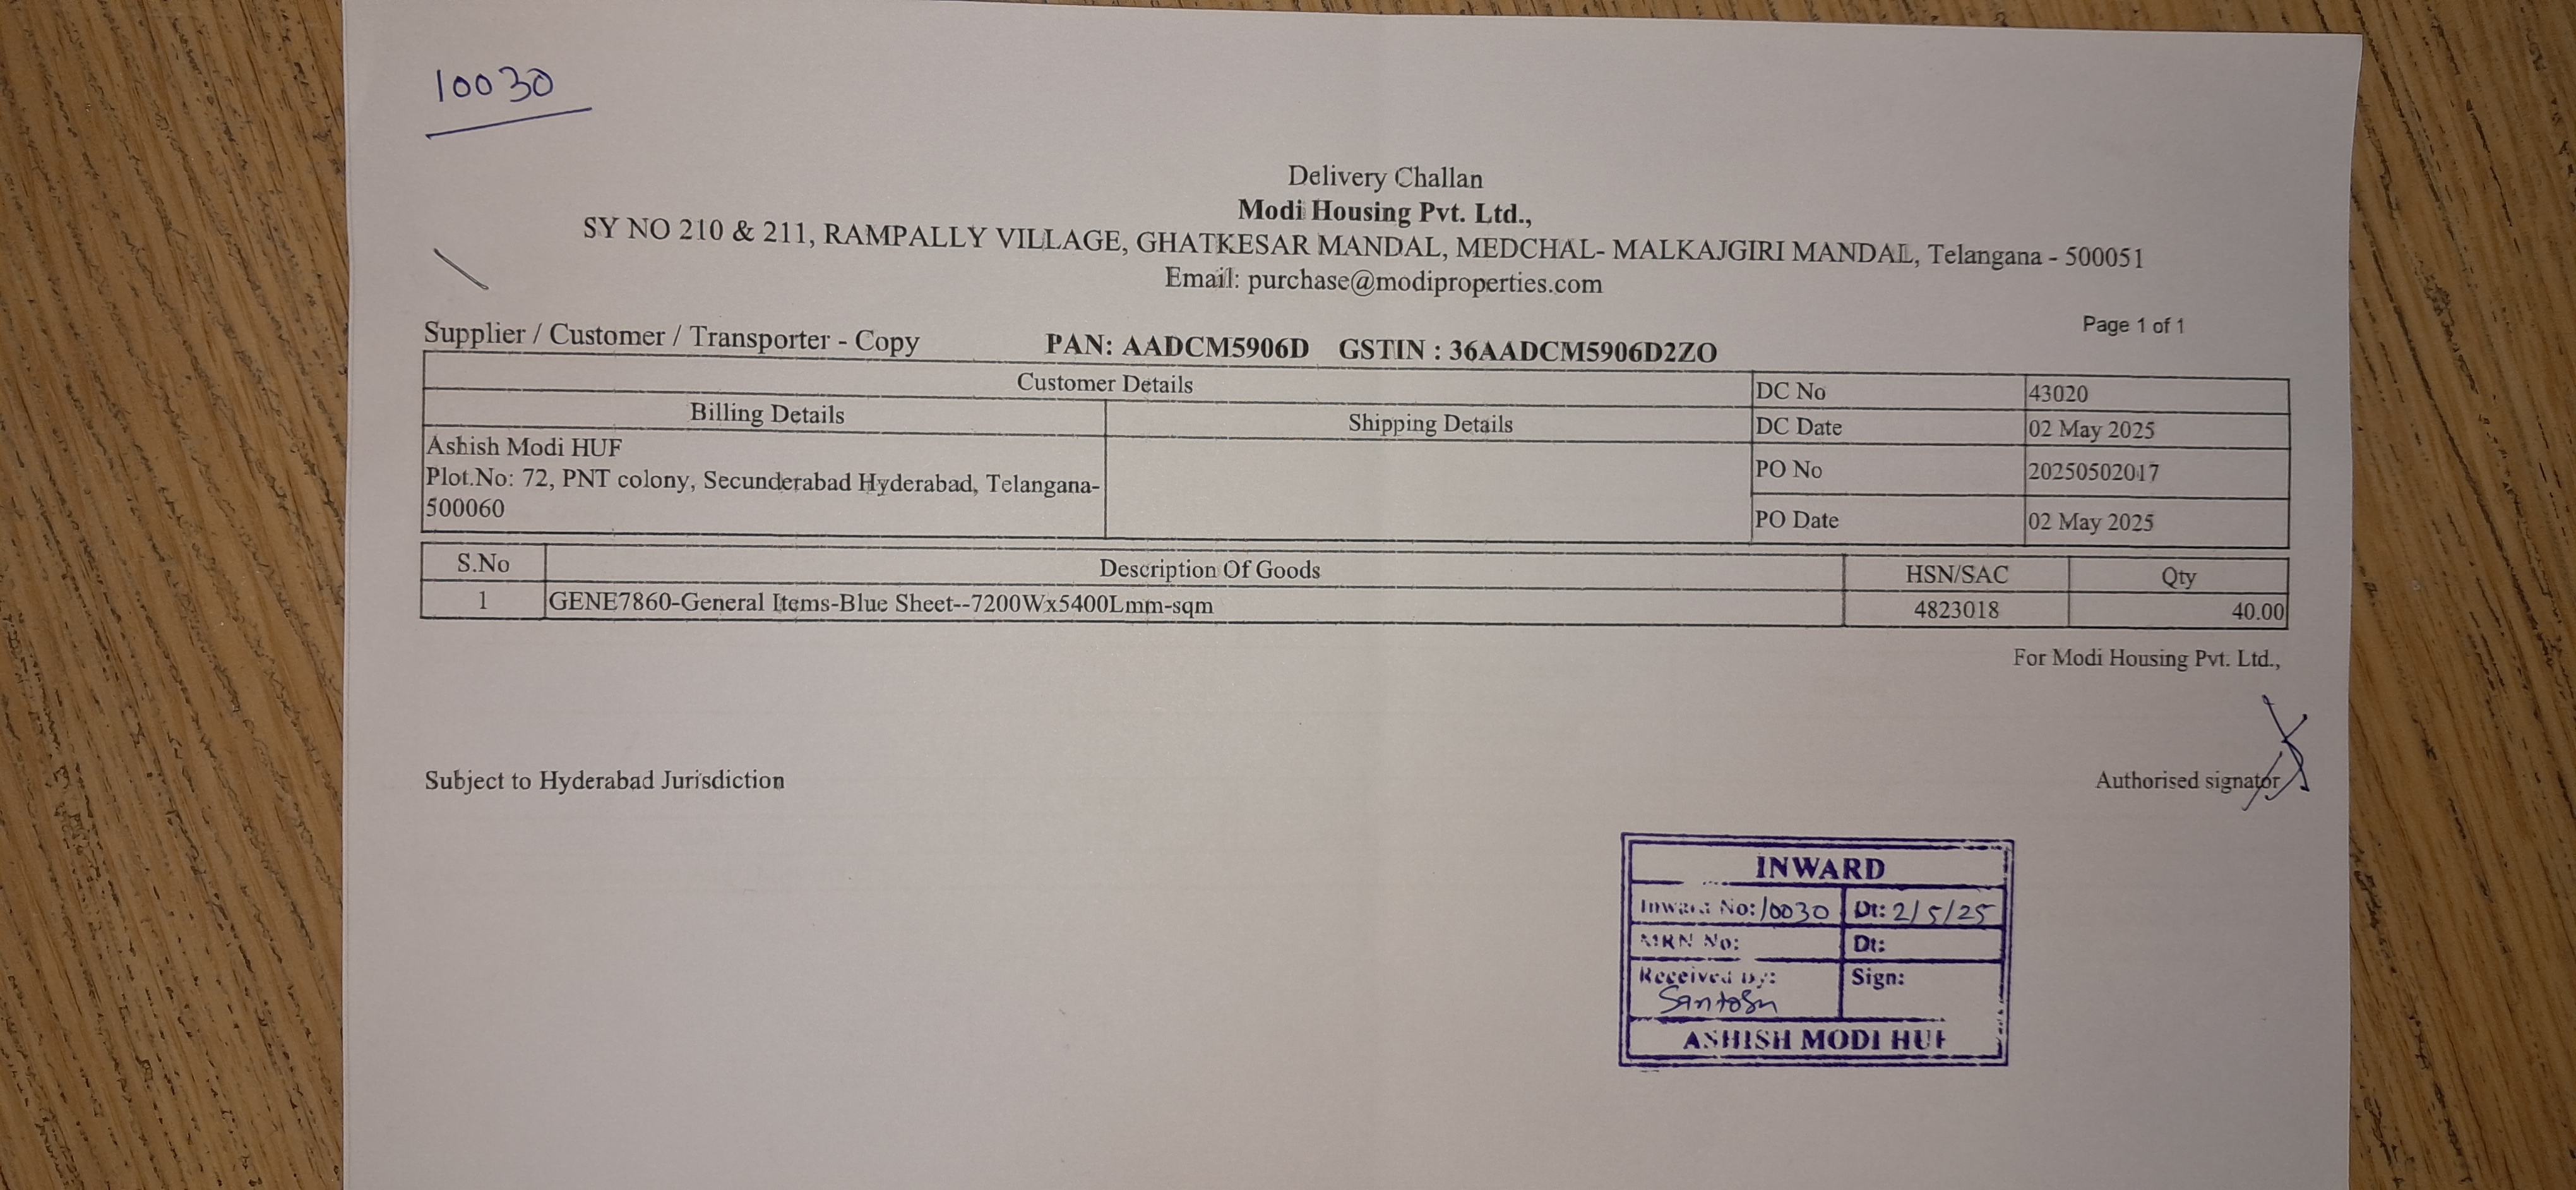 10030
Delivery Challan
Modi Housing Pvt. Ltd.,
SY NO 210 & 211, RAMPALLY VILLAGE, GHATKESAR MANDAL, MEDCHAL- MALKAJGIRI MANDAL, Telangana - 500051
Email: purchase@modiproperties.com
Page 1 of 1
Supplier / Customer / Transporter - Copy PAN: AADCM5906D GSTIN : 36AADCM5906D2ZO
Customer Details
Billing Details Shipping Details
Ashish Modi HUF
Plot.No: 72, PNT colony, Secunderabad Hyderabad, Telangana-
500060
DC No 43020
DC Date 02 May 2025
PO No 20250502017
PO Date 02 May 2025
S.No Description Of Goods HSN/SAC Qty
1 GENE7860-General Items-Blue Sheet--7200Wx5400Lmm-sqm 4823018 40.00
For Modi Housing Pvt. Ltd.,
Subject to Hyderabad Jurisdiction Authorised signator
INWARD
Inward No: 10030 Dt: 2/5/25
MRN No: Dt:
Received By: Sign:
Santosh
ASHISH MODI HUF